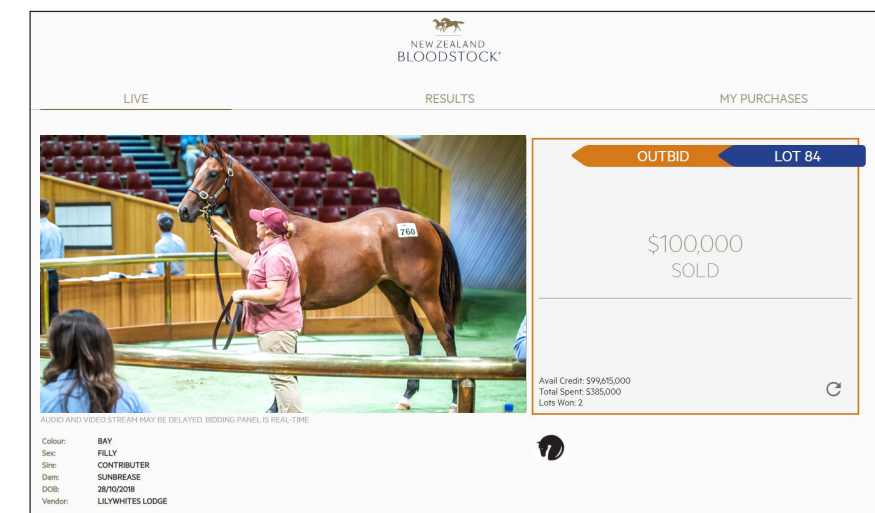 NEW ZEALAND
BLOODSTOCK®
LIVE RESULTS MY PURCHASES
760
OUTBID LOT 84
$100,000
SOLD
Avail Credit: $99,615,000
Total Spent: $385,000
Lots Won: 2
AUDIO AND VIDEO STREAM MAY BE DELAYED. BIDDING PANEL IS REAL-TIME
Colour: BAY
Sex: FILLY
Sire: CONTRIBUTER
Dam: SUNBREASE
DOB: 28/10/2018
Vendor: LILYWHITES LODGE